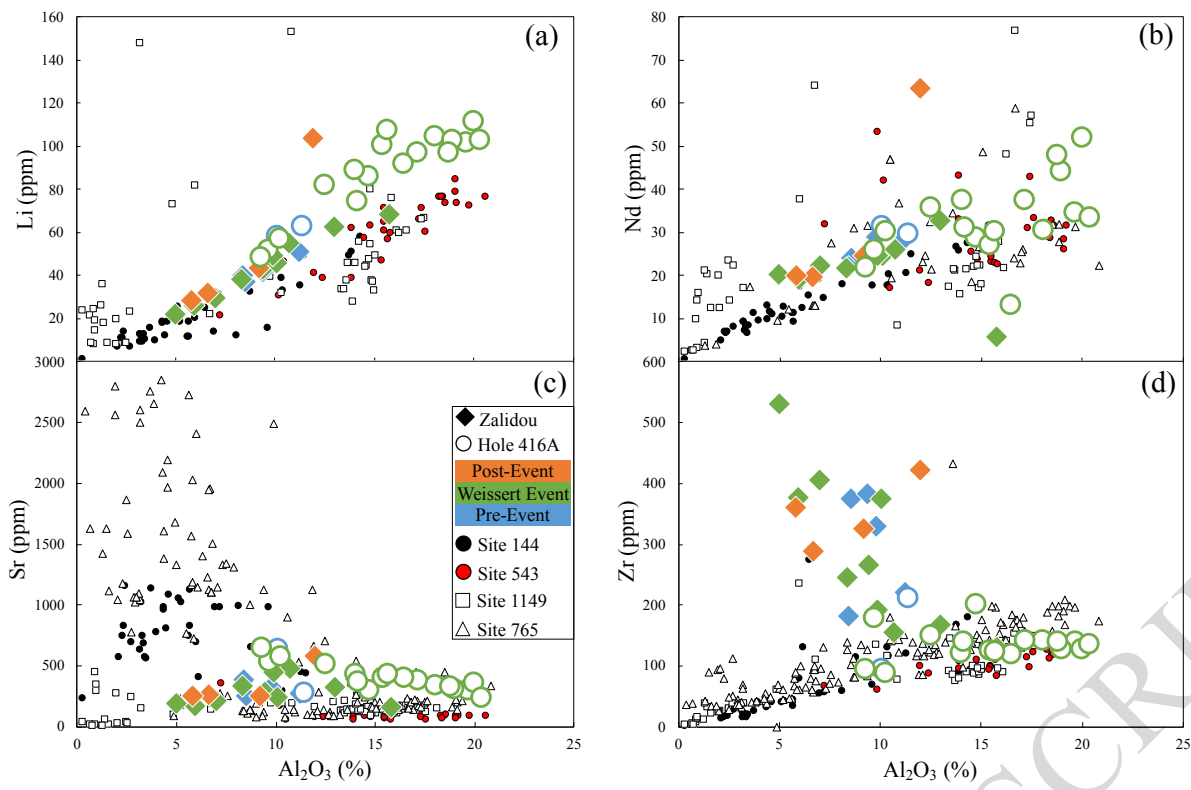 160
140
120
100
80
60
40
20
3000
Li (ppm)
(a)
80
70
60
50
40
30
20
10
600
Nd (ppm)
(b)
2500
2000
1500
1000
500
0
Sr (ppm)
(c)
Zalidou
Hole 416A
Post-Event
Weissert Event
Pre-Event
Site 144
Site 543
Site 1149
Site 765
0 5 10 15 20 25
Al₂O₃ (%)
500
400
300
200
100
0
Zr (ppm)
(d)
0 5 10 15 20 25
Al₂O₃ (%)
SCRI